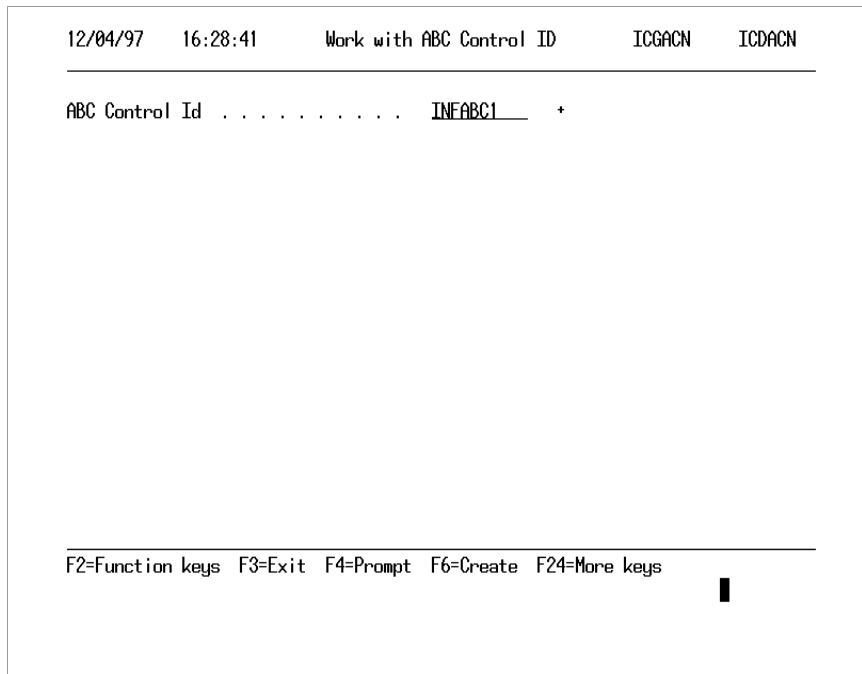 12/04/97 16:28:41 Work with ABC Control ID ICGACN ICDACN
ABC Control Id . . . . . . . . . . INFABC1 +
F2=Function keys F3=Exit F4=Prompt F6=Create F24=More keys